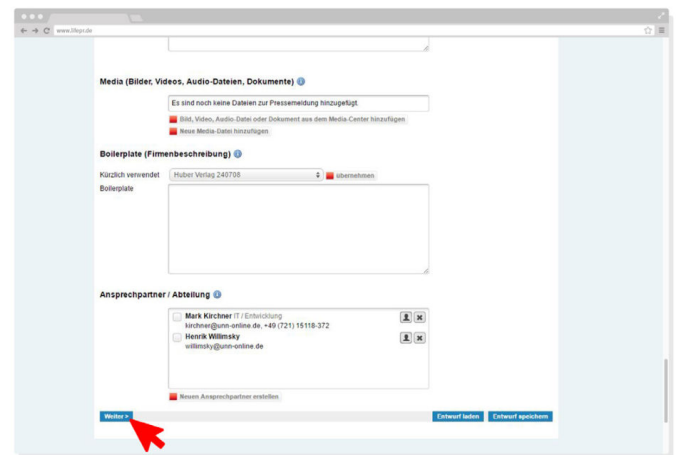 www.lifepr.de
Media (Bilder, Videos, Audio-Dateien, Dokumente)
Es sind noch keine Dateien zur Pressemeldung hinzugefügt.
Bild, Video, Audio-Datei oder Dokument aus dem Media-Center hinzufügen
Neue Media-Datei hinzufügen
Boilerplate (Firmenbeschreibung)
Kürzlich verwendet Huber Verlag 240708 übernehmen
Boilerplate
Ansprechpartner / Abteilung
Mark Kirchner IT / Entwicklung
kirchner@unn-online.de, +49 (721) 15118-372
Henrik Willimsky
willimsky@unn-online.de
Neuen Ansprechpartner erstellen
Weiter > Entwurf laden Entwurf speichern